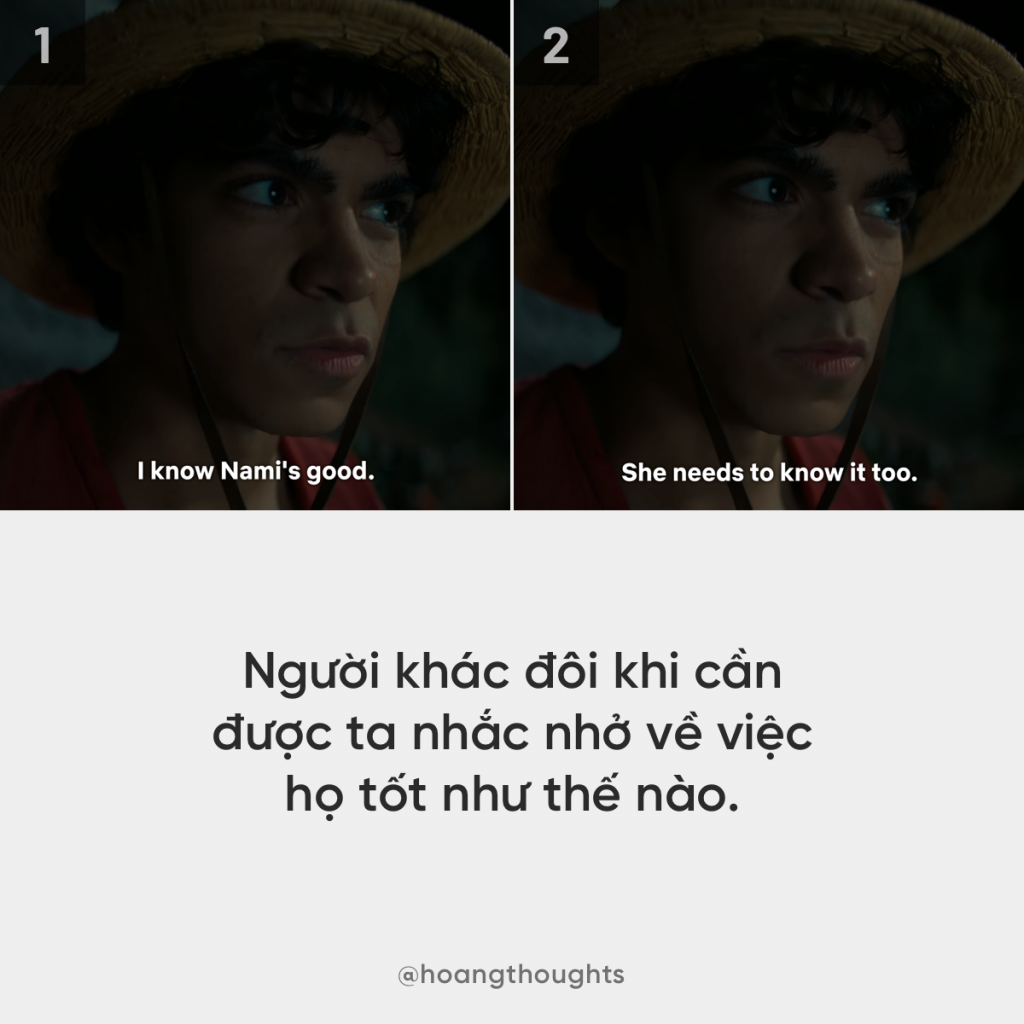 1
2
I know Nami's good.
She needs to know it too.
Người khác đôi khi cần
được ta nhắc nhở về việc
họ tốt như thế nào.
@hoangthoughts